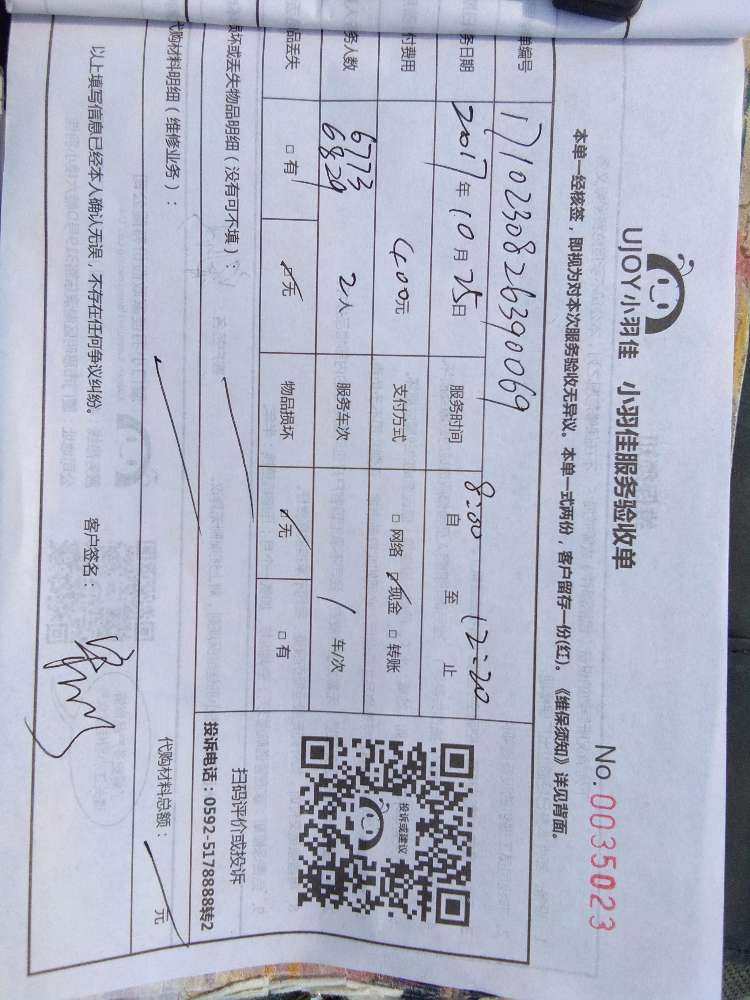 UJOY小羽佳 小羽佳服务验收单
No.0035023
本单一经核签，即视为对本次服务验收无异议。本单一式两份，客户留存一份(红)。《维保须知》详见背面。
单编号 1710230826390069
务日期 2017年10月25日 服务时间 8:00 自 至 12:20 止
付费用 400元 支付方式 □网络 ☑现金 □转账
务人数 6773 6829 2人 服务车次 1 车/次
品丢失 □有 ☑无 物品损坏 ☑无 □有
损坏或丢失物品明细（没有可不填）：
代购材料明细（维修业务）：
代购材料总额： 元
投诉或建议
扫码评价或投诉
投诉电话：0592-5178888转2
以上填写信息已经本人确认无误，不存在任何争议纠纷。 客户签名：